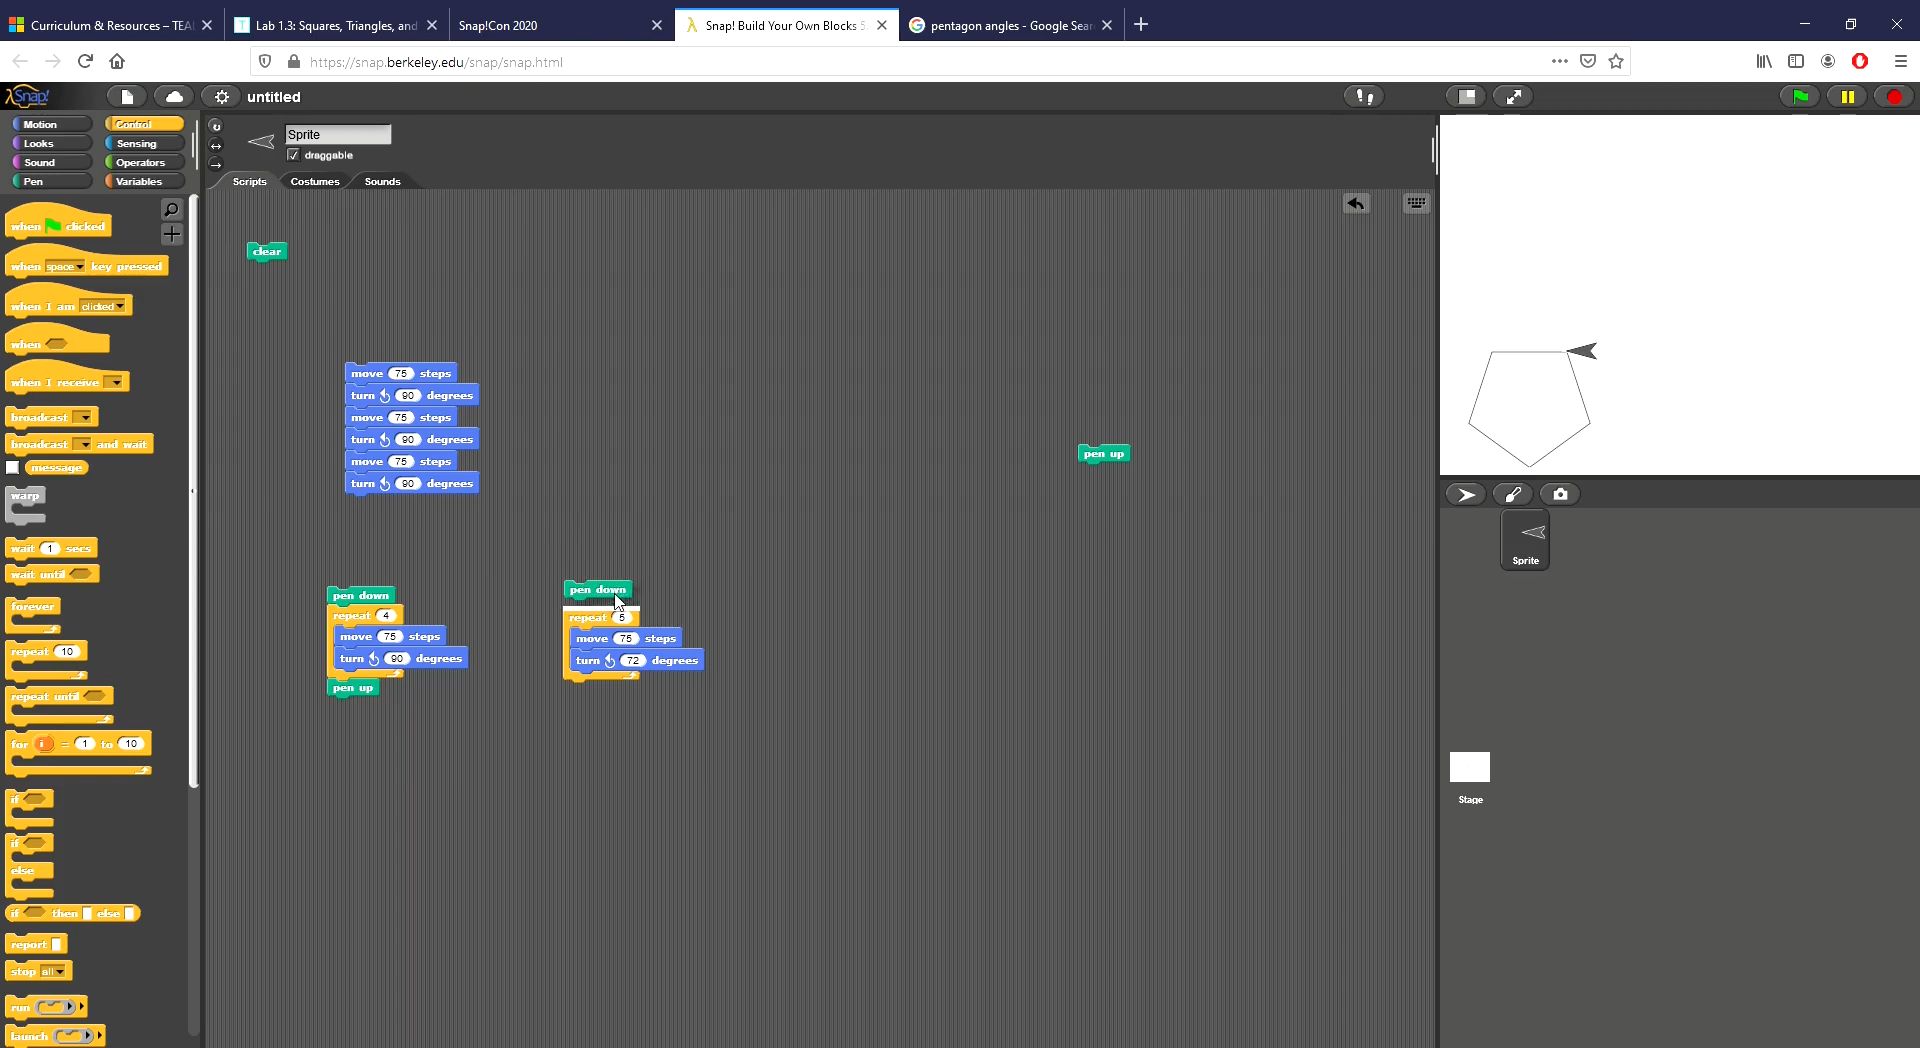 Curriculum & Resources – TEA
Lab 1.3: Squares, Triangles, and
Snap!Con 2020
Snap! Build Your Own Blocks 5
pentagon angles - Google Sear
https://snap.berkeley.edu/snap/snap.html
Snap!
untitled
Motion
Control
Looks
Sensing
Sound
Operators
Pen
Variables
Sprite
draggable
Scripts
Costumes
Sounds
when clicked
when space key pressed
when I am clicked
when
when I receive
broadcast
broadcast and wait
message
warp
wait 1 secs
wait until
forever
repeat 10
repeat until
for i = 1 to 10
if
if
else
if then else
report
stop all
run
launch
clear
move 75 steps
turn 90 degrees
move 75 steps
turn 90 degrees
move 75 steps
turn 90 degrees
pen up
pen down
repeat 4
move 75 steps
turn 90 degrees
pen up
pen down
repeat 5
move 75 steps
turn 72 degrees
Sprite
Stage